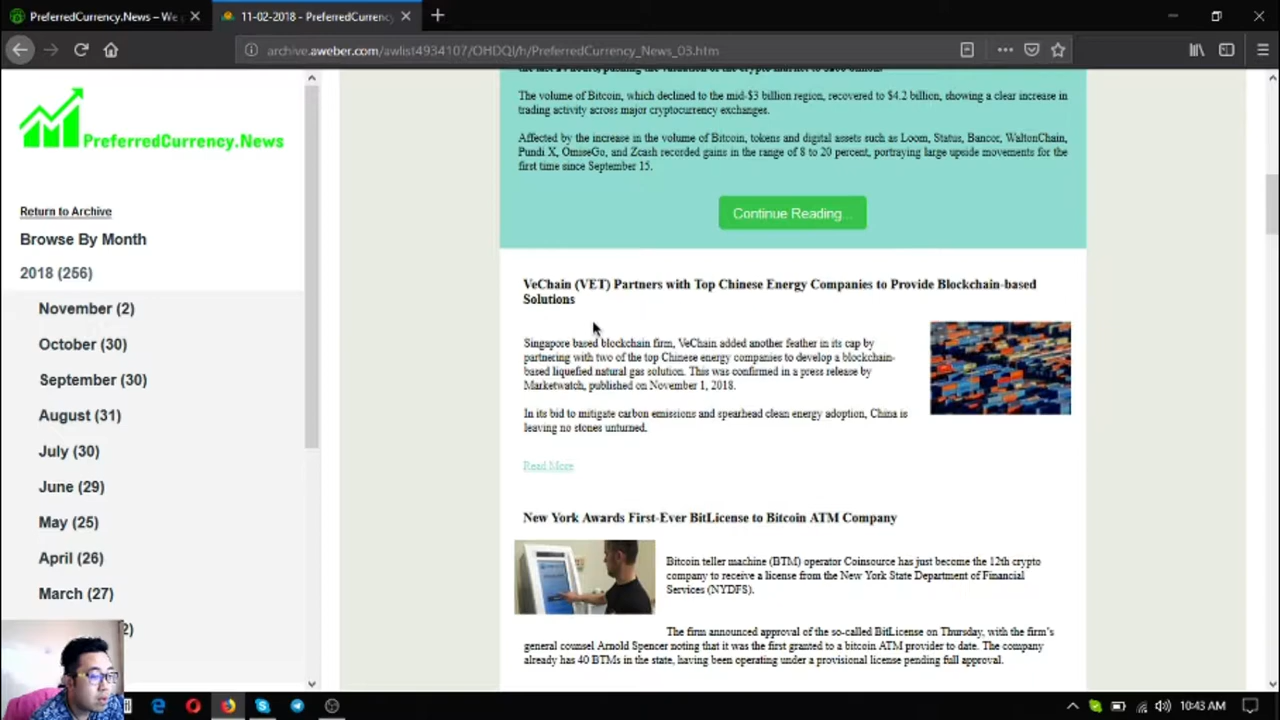 PreferredCurrency.News – We
11-02-2018 - PreferredCurrency
archive.aweber.com/awlist4934107/OHDQl/h/PreferredCurrency_News_03.htm
PreferredCurrency.News
Return to Archive
Browse By Month
2018 (256)
November (2)
October (30)
September (30)
August (31)
July (30)
June (29)
May (25)
April (26)
March (27)
2)
The volume of Bitcoin, which declined to the mid-$3 billion region, recovered to $4.2 billion, showing a clear increase in
trading activity across major cryptocurrency exchanges.
Affected by the increase in the volume of Bitcoin, tokens and digital assets such as Loom, Status, Bancor, WaltonChain,
Pundi X, OmiseGo, and Zcash recorded gains in the range of 8 to 20 percent, portraying large upside movements for the
first time since September 15.
Continue Reading...
VeChain (VET) Partners with Top Chinese Energy Companies to Provide Blockchain-based
Solutions
Singapore based blockchain firm, VeChain added another feather in its cap by
partnering with two of the top Chinese energy companies to develop a blockchain-
based liquefied natural gas solution. This was confirmed in a press release by
Marketwatch, published on November 1, 2018.
In its bid to mitigate carbon emissions and spearhead clean energy adoption, China is
leaving no stones unturned.
Read More
New York Awards First-Ever BitLicense to Bitcoin ATM Company
Bitcoin teller machine (BTM) operator Coinsource has just become the 12th crypto
company to receive a license from the New York State Department of Financial
Services (NYDFS).
The firm announced approval of the so-called BitLicense on Thursday, with the firm's
general counsel Arnold Spencer noting that it was the first granted to a bitcoin ATM provider to date. The company
already has 40 BTMs in the state, having been operating under a provisional license pending full approval.
10:43 AM